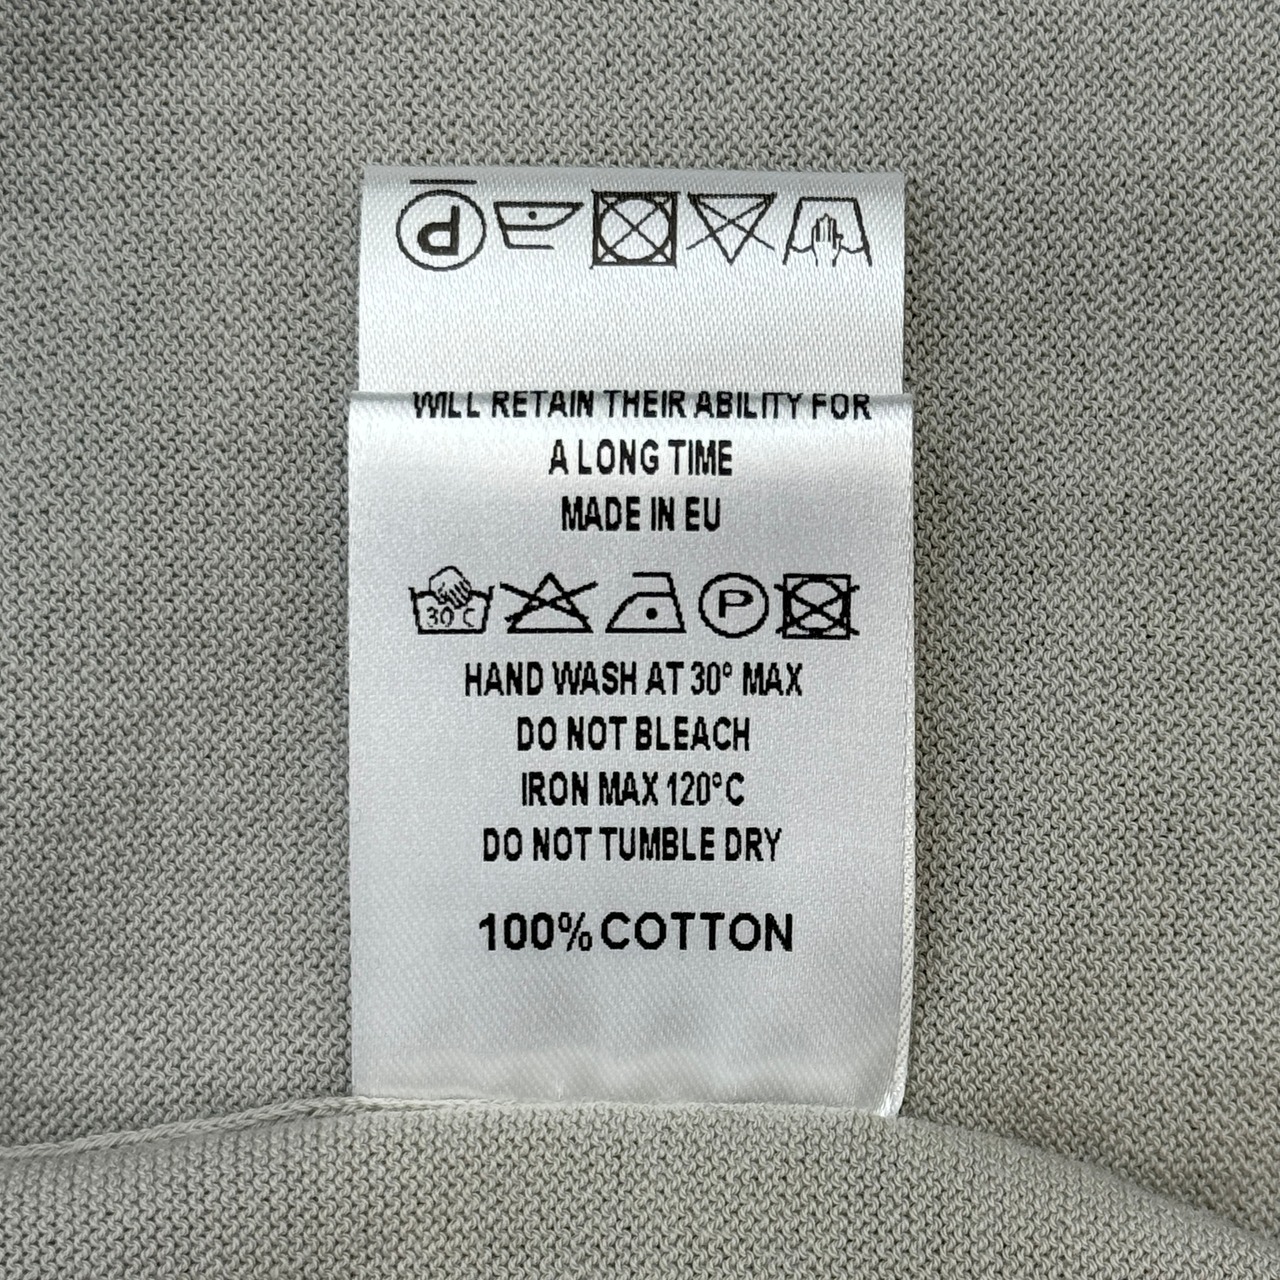 P
WILL RETAIN THEIR ABILITY FOR
A LONG TIME
MADE IN EU
30°C P
HAND WASH AT 30° MAX
DO NOT BLEACH
IRON MAX 120°C
DO NOT TUMBLE DRY
100% COTTON